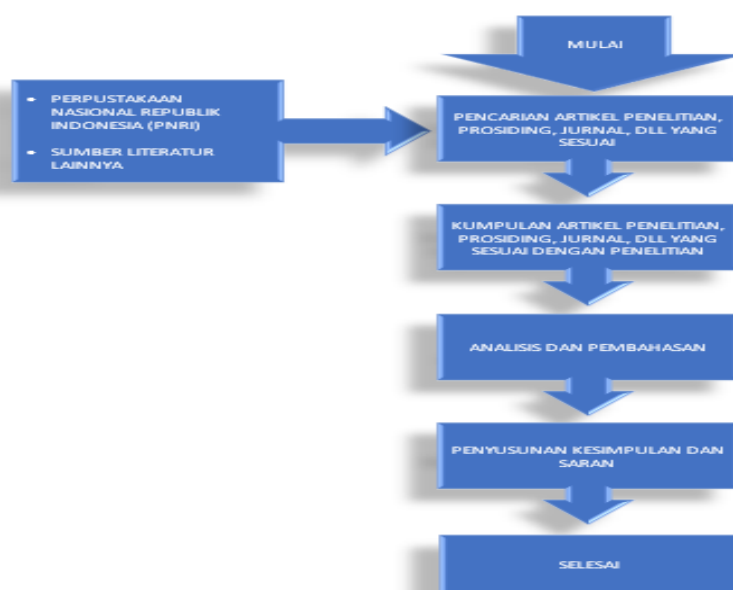 MULAI
• PERPUSTAKAAN
NASIONAL REPUBLIK
INDONESIA (PNRI)
• SUMBER LITERATUR
LAINNYA
PENCARIAN ARTIKEL PENELITIAN,
PROSIDING, JURNAL, DLL YANG
SESUAI
KUMPULAN ARTIKEL PENELITIAN,
PROSIDING, JURNAL, DLL YANG
SESUAI DENGAN PENELITIAN
ANALISIS DAN PEMBAHASAN
PENYUSUNAN KESIMPULAN DAN
SARAN
SELESAI